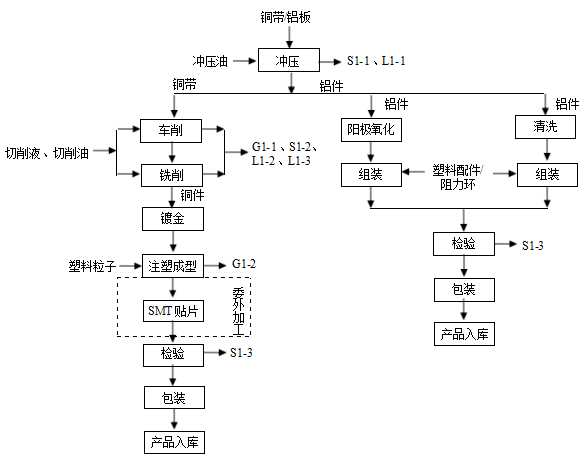 铜带/铝板
冲压油
冲压
S1-1、L1-1
铜带
铝件
铝件
铝件
车削
阳极氧化
清洗
切削液、切削油
G1-1、S1-2、
L1-2、L1-3
铣削
组装
塑料配件/
阻力环
组装
铜件
镀金
检验
S1-3
塑料粒子
注塑成型
G1-2
包装
SMT 贴片
委外加工
产品入库
检验
S1-3
包装
产品入库